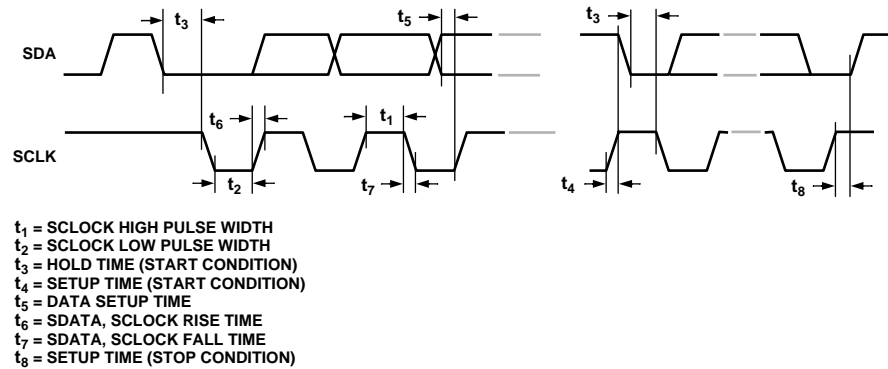 t3
t5
t3
SDA
t6
t1
SCLK
t2
t7
t4
t8
t1 = SCLOCK HIGH PULSE WIDTH
t2 = SCLOCK LOW PULSE WIDTH
t3 = HOLD TIME (START CONDITION)
t4 = SETUP TIME (START CONDITION)
t5 = DATA SETUP TIME
t6 = SDATA, SCLOCK RISE TIME
t7 = SDATA, SCLOCK FALL TIME
t8 = SETUP TIME (STOP CONDITION)